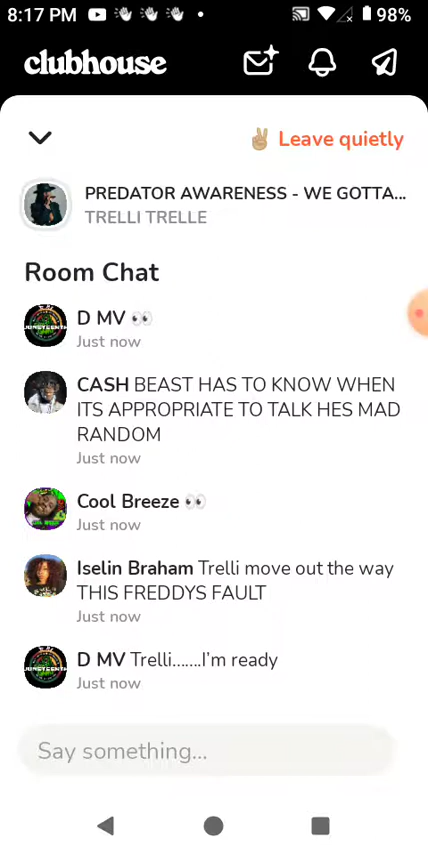 8:17 PM 98%
clubhouse
✌🏼 Leave quietly
PREDATOR AWARENESS - WE GOTTA...
TRELLI TRELLE
Room Chat
D MV 👀
Just now
CASH BEAST HAS TO KNOW WHEN
ITS APPROPRIATE TO TALK HES MAD
RANDOM
Just now
Cool Breeze 👀
Just now
Iselin Braham Trelli move out the way
THIS FREDDYS FAULT
Just now
D MV Trelli.......I'm ready
Just now
Say something...